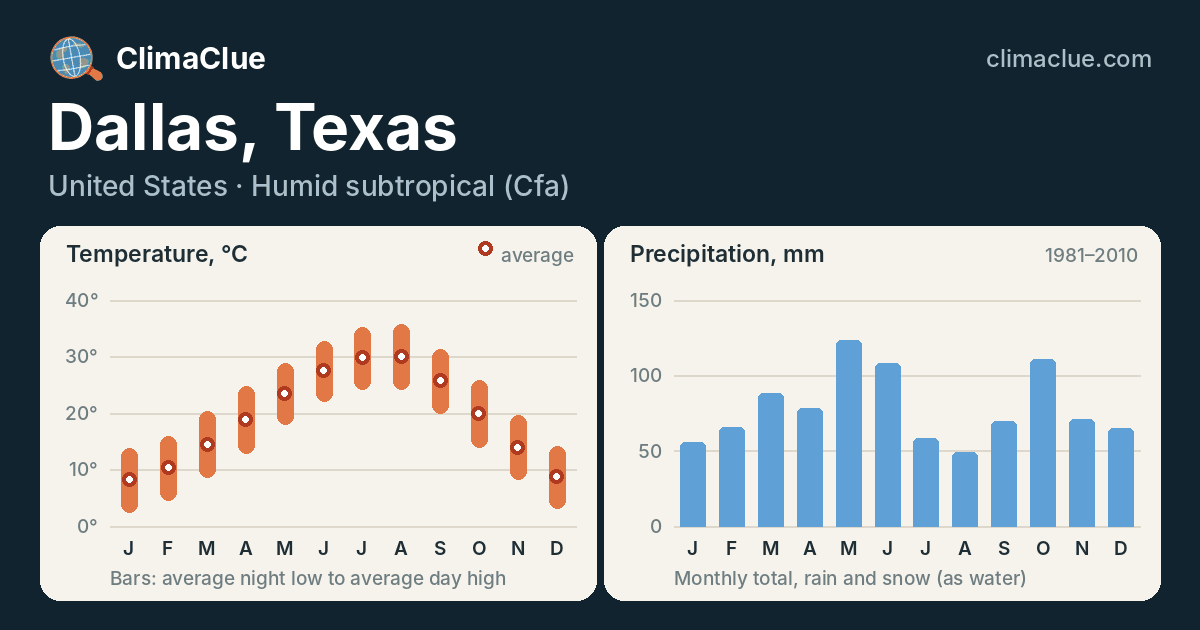 ClimaClue
climaclue.com
Dallas, Texas
United States · Humid subtropical (Cfa)
Temperature, °C
average
40°
30°
20°
10°
0°
J F M A M J J A S O N D
Bars: average night low to average day high
Precipitation, mm
1981–2010
150
100
50
0
J F M A M J J A S O N D
Monthly total, rain and snow (as water)